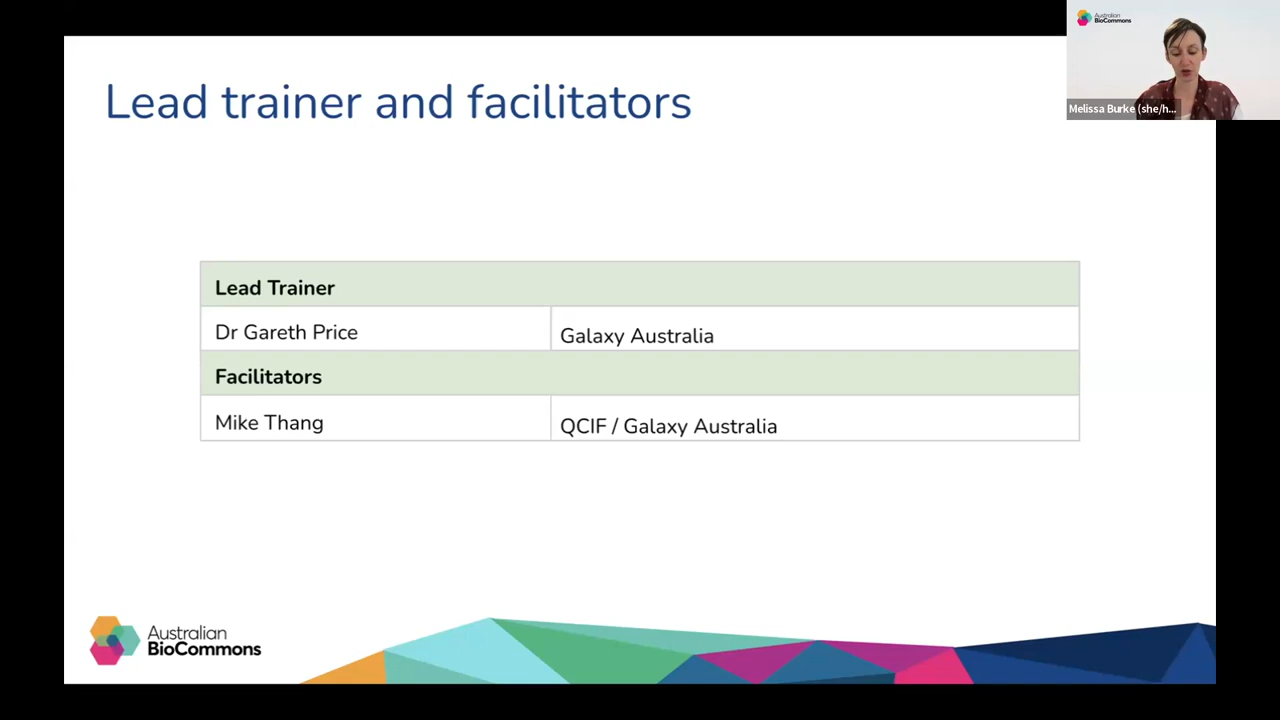 Lead trainer and facilitators
Australian
BioCommons
Melissa Burke (she/h...
Lead Trainer
Dr Gareth Price Galaxy Australia
Facilitators
Mike Thang QCIF / Galaxy Australia
Australian
BioCommons